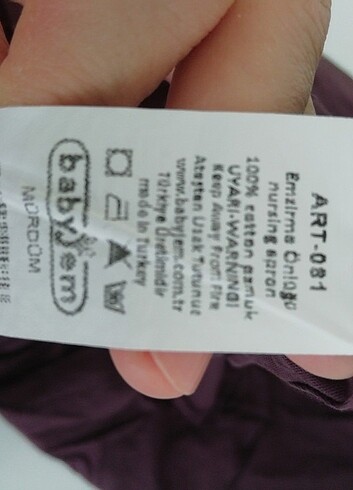 ART-081
Emzirme Önlüğü
nursing apron
100% cotton pamuk
UYARI-WARNING!
Keep Away From Fire
Ateşten Uzak Tutunuz
www.babyjem.com.tr
Türkiye Üretimidir
made in Turkey
babyjem
MÜRDÜM